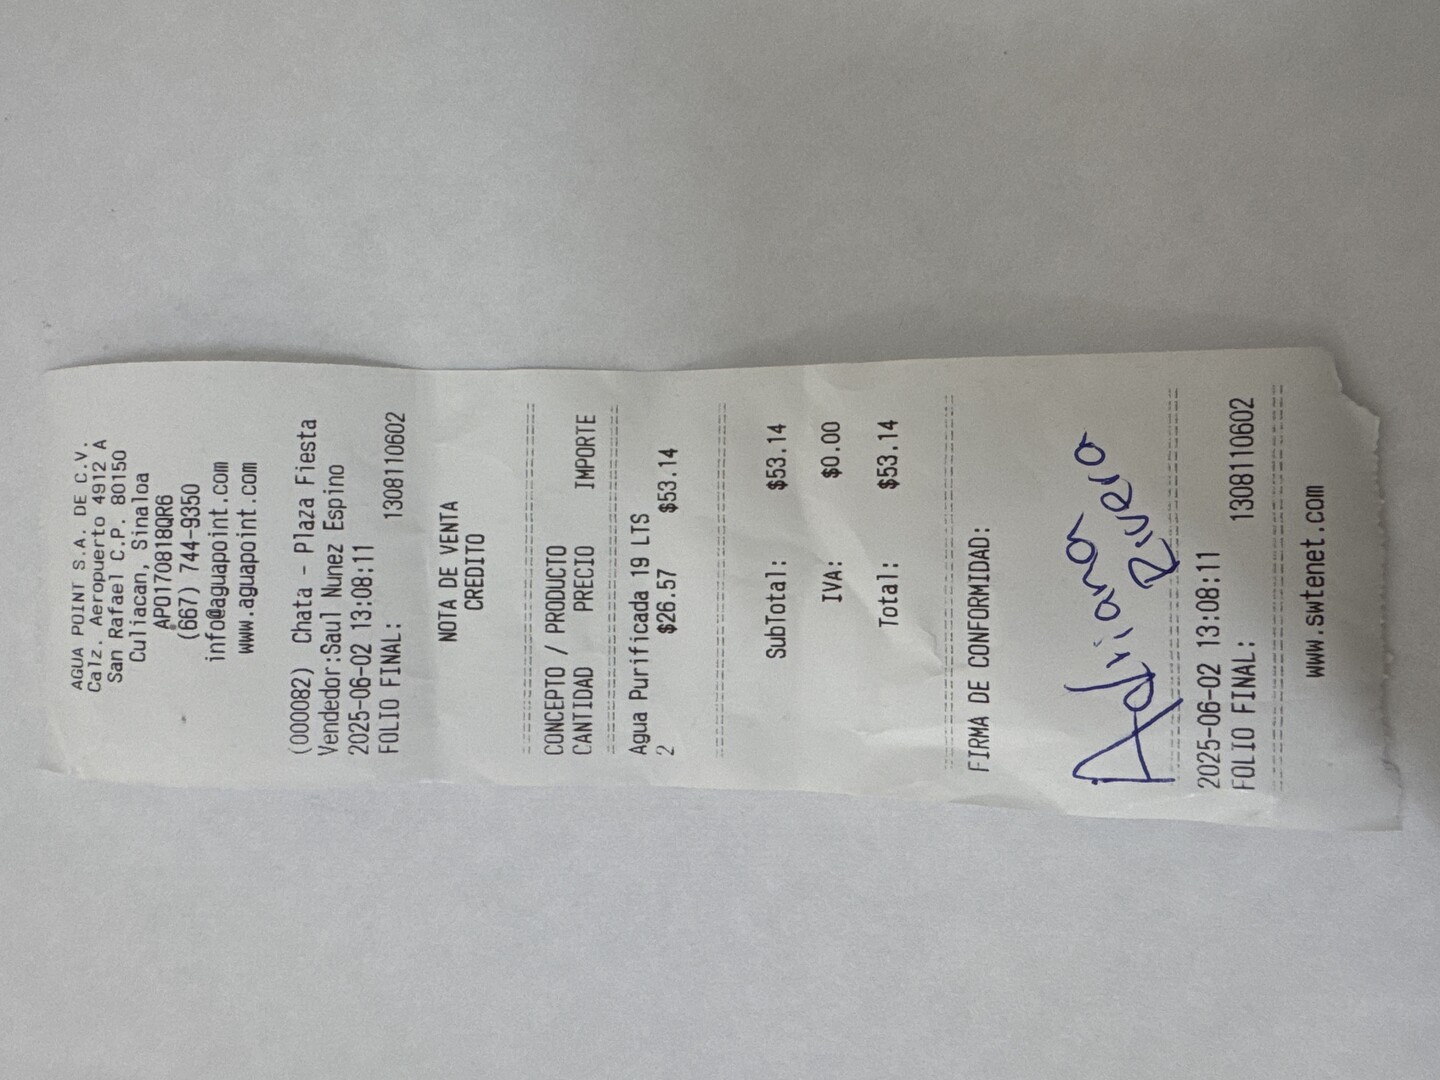 AGUA POINT S.A. DE C.V.
Calz. Aeropuerto 4912 A
San Rafael C.P. 80150
Culiacan, Sinaloa
APO170818QR6
(667) 744-9350
info@aguapoint.com
www.aguapoint.com
(000082) Chata - Plaza Fiesta
Vendedor:Saul Nunez Espino
2025-06-02 13:08:11
FOLIO FINAL: 1308110602
NOTA DE VENTA
CREDITO
CONCEPTO / PRODUCTO
CANTIDAD PRECIO IMPORTE
Agua Purificada 19 LTS
2 $26.57 $53.14
SubTotal: $53.14
IVA: $0.00
Total: $53.14
FIRMA DE CONFORMIDAD:
Adriana
Rubio
2025-06-02 13:08:11
FOLIO FINAL: 1308110602
www.swtenet.com